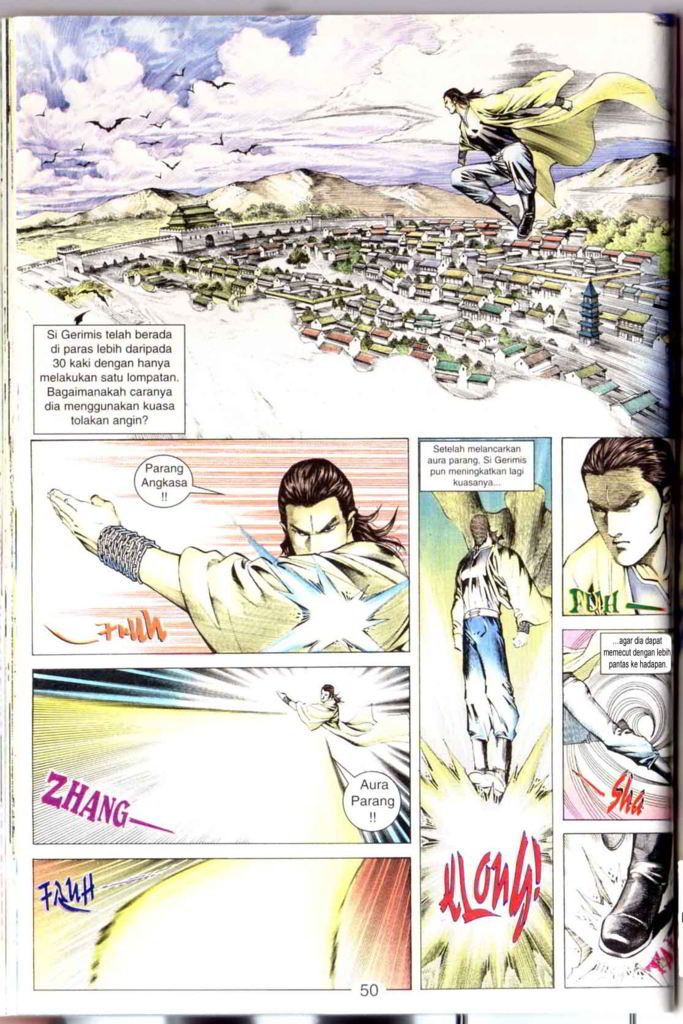 Si Gerimis telah berada
di paras lebih daripada
30 kaki dengan hanya
melakukan satu lompatan.
Bagaimanakah caranya
dia menggunakan kuasa
tolakan angin?
Parang
Angkasa
!!
FUUH
ZHANG
Aura
Parang
!!
FAUH
Setelah melancarkan
aura parang, Si Gerimis
pun meningkatkan lagi
kuasanya...
KLONG!
FUH
...agar dapat
memecut dengan lebih
pantas ke hadapan.
Sha
50